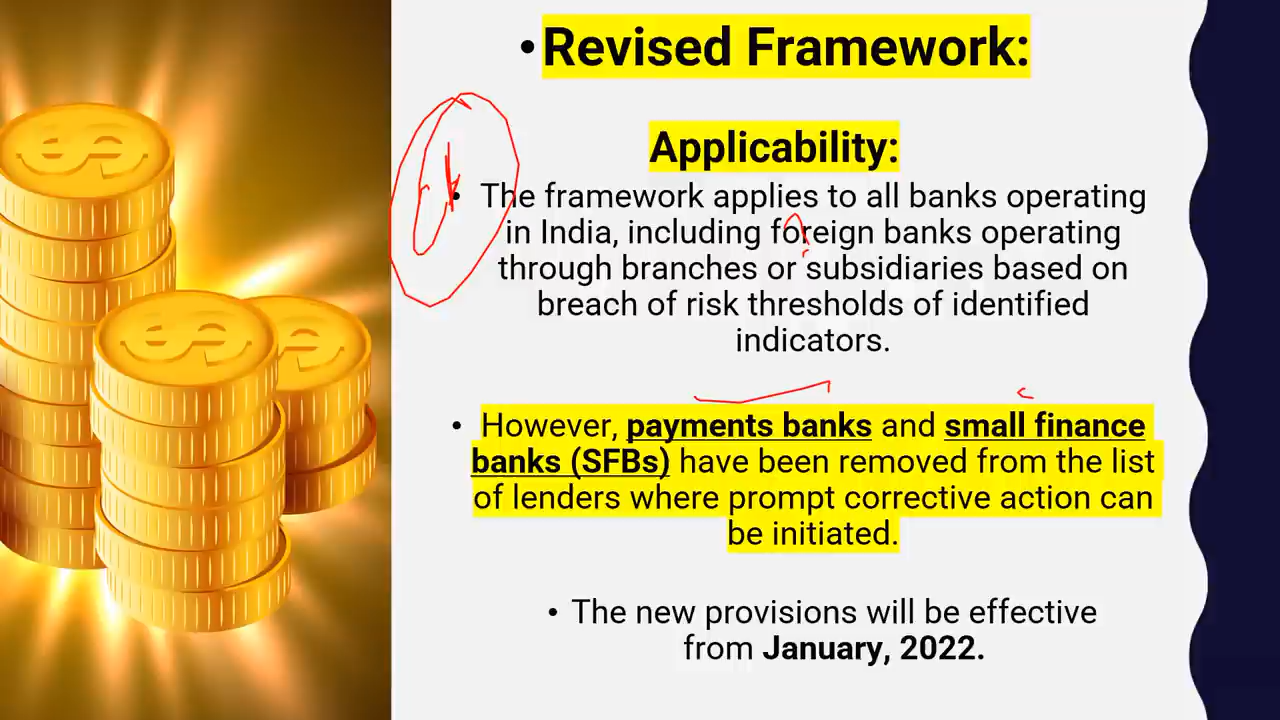 • Revised Framework:
Applicability:
• The framework applies to all banks operating
in India, including foreign banks operating
through branches or subsidiaries based on
breach of risk thresholds of identified
indicators.
• However, payments banks and small finance
banks (SFBs) have been removed from the list
of lenders where prompt corrective action can
be initiated.
• The new provisions will be effective
from January, 2022.